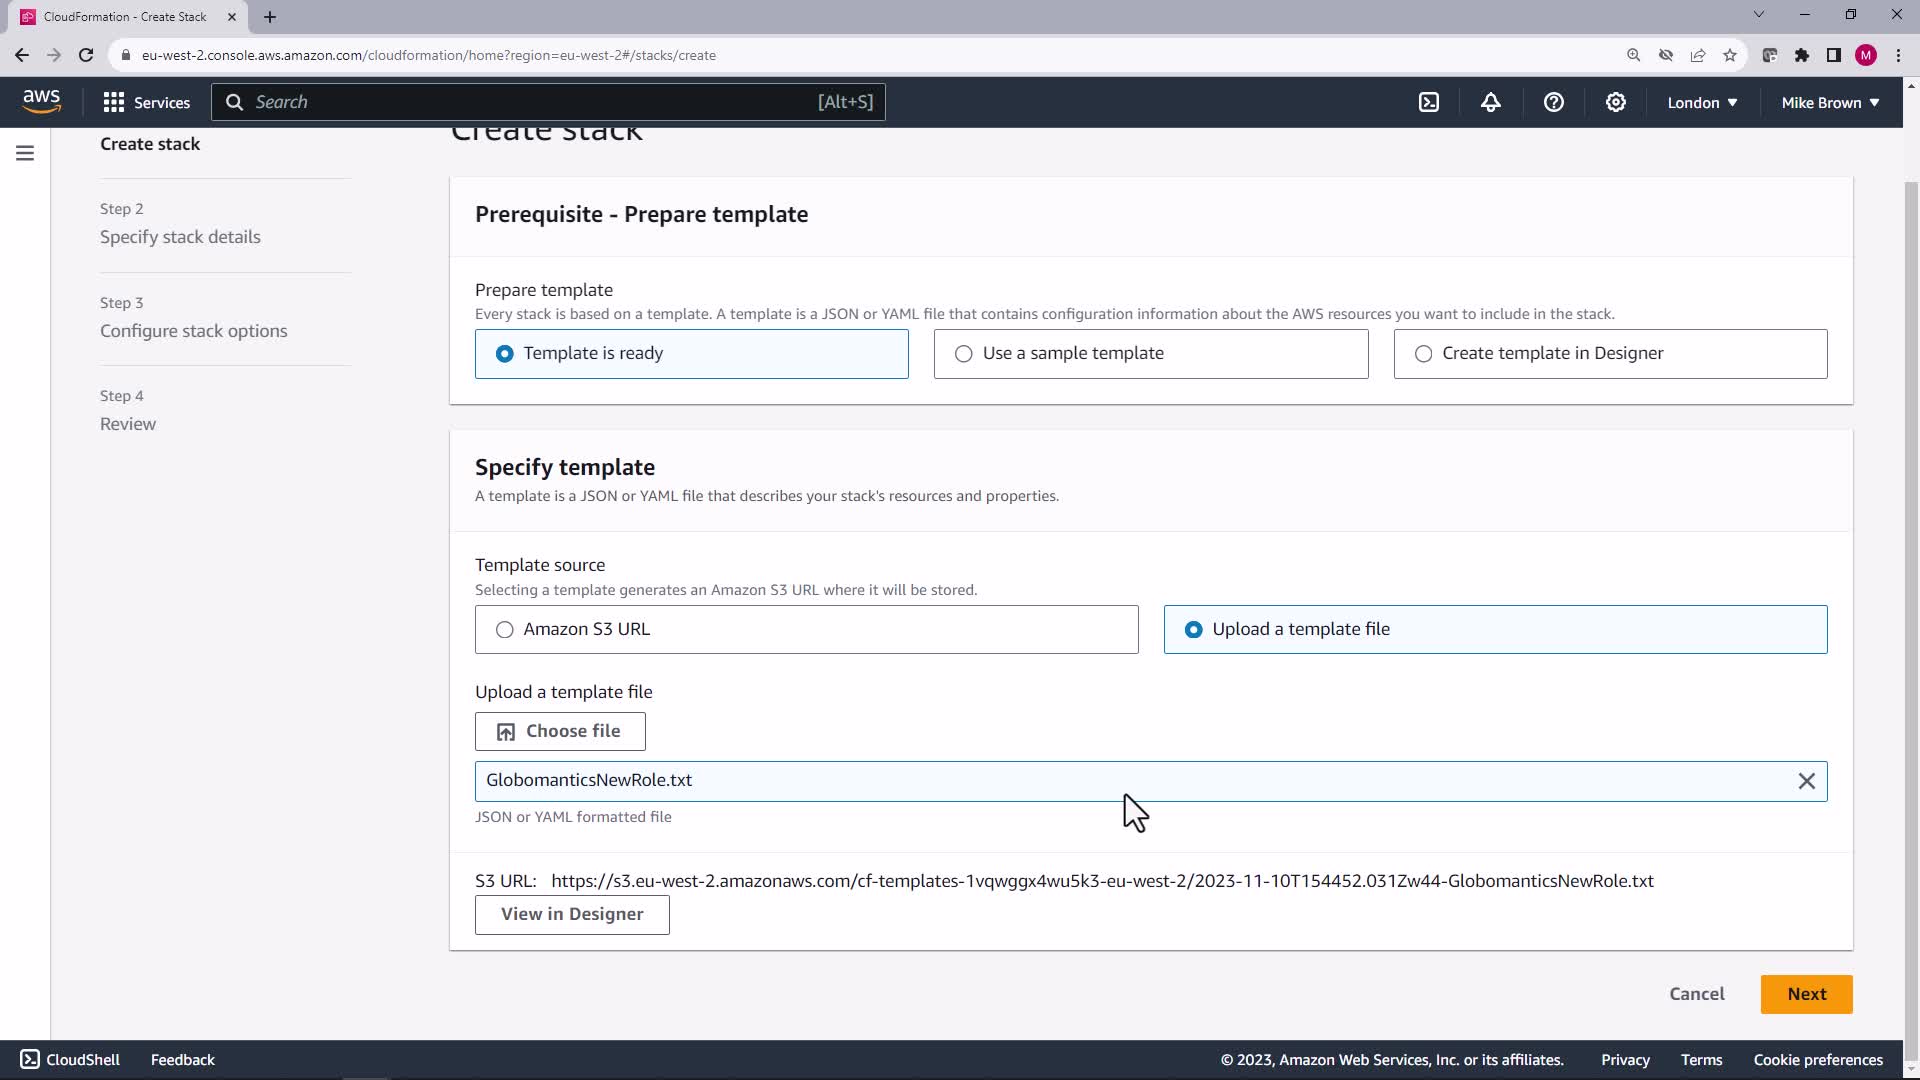 CloudFormation - Create Stack
eu-west-2.console.aws.amazon.com/cloudformation/home?region=eu-west-2#/stacks/create
M
aws
Services
Search
[Alt+S]
London
Mike Brown
Create stack
Step 2
Specify stack details
Step 3
Configure stack options
Step 4
Review
Create stack
Prerequisite - Prepare template
Prepare template
Every stack is based on a template. A template is a JSON or YAML file that contains configuration information about the AWS resources you want to include in the stack.
Template is ready
Use a sample template
Create template in Designer
Specify template
A template is a JSON or YAML file that describes your stack's resources and properties.
Template source
Selecting a template generates an Amazon S3 URL where it will be stored.
Amazon S3 URL
Upload a template file
Upload a template file
Choose file
GlobomanticsNewRole.txt
JSON or YAML formatted file
S3 URL: https://s3.eu-west-2.amazonaws.com/cf-templates-1vqwggx4wu5k3-eu-west-2/2023-11-10T154452.031Zw44-GlobomanticsNewRole.txt
View in Designer
Cancel
Next
CloudShell
Feedback
© 2023, Amazon Web Services, Inc. or its affiliates.
Privacy
Terms
Cookie preferences